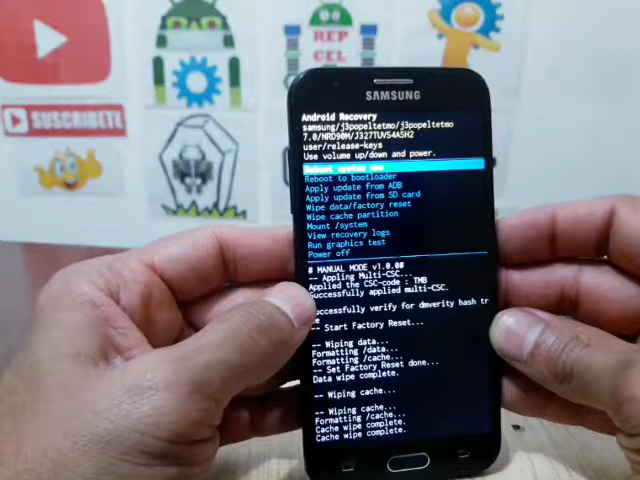 SUSCRIBETE
REP
CEL
SAMSUNG
Android Recovery
samsung/j3popeltetmo/j3popeltetmo
7.0/NRD90M/J327TUVS4ASH2
user/release-keys
Use volume up/down and power.
Reboot system now
Reboot to bootloader
Apply update from ADB
Apply update from SD card
Wipe data/factory reset
Wipe cache partition
Mount /system
View recovery logs
Run graphics test
Power off
# MANUAL MODE v1.0.0#
-- Appling Multi-CSC...
Applied the CSC-code : TMB
Successfully applied multi-CSC.
uccessfully verify for dmverity hash tr
e
-- Start Factory Reset...
-- Wiping data...
Formatting /data...
Formatting /cache...
-- Set Factory Reset done...
Data wipe complete.
-- Wiping cache...
-- Wiping cache...
Formatting /cache...
Cache wipe complete.
Cache wipe complete.